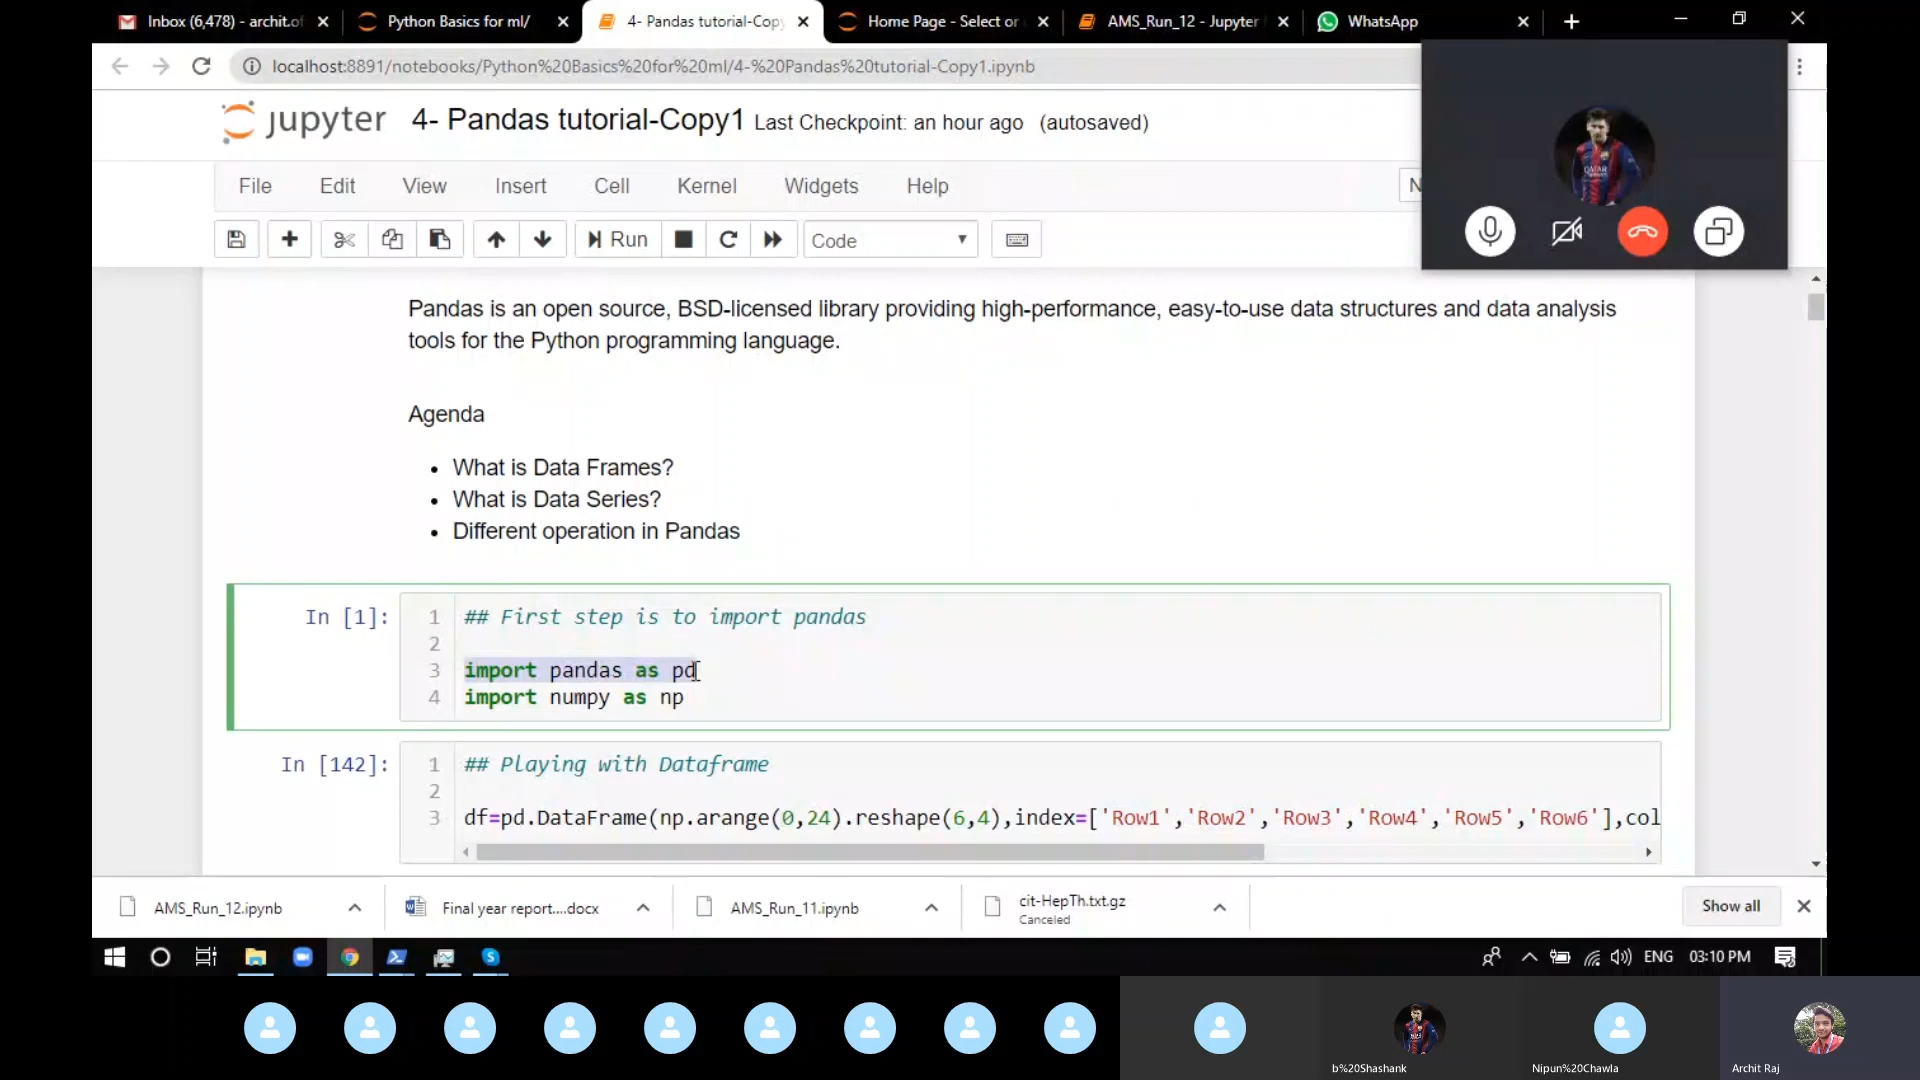 Inbox (6,478) - archit.of
Python Basics for ml/
4- Pandas tutorial-Copy
Home Page - Select or
AMS_Run_12 - Jupyter
WhatsApp
localhost:8891/notebooks/Python%20Basics%20for%20ml/4-%20Pandas%20tutorial-Copy1.ipynb
jupyter 4- Pandas tutorial-Copy1 Last Checkpoint: an hour ago (autosaved)
File Edit View Insert Cell Kernel Widgets Help N
Run Code
Pandas is an open source, BSD-licensed library providing high-performance, easy-to-use data structures and data analysis
tools for the Python programming language.
Agenda
• What is Data Frames?
• What is Data Series?
• Different operation in Pandas
In [1]: 1 ## First step is to import pandas
2
3 import pandas as pd
4 import numpy as np
In [142]: 1 ## Playing with Dataframe
2
3 df=pd.DataFrame(np.arange(0,24).reshape(6,4),index=['Row1','Row2','Row3','Row4','Row5','Row6'],col
AMS_Run_12.ipynb
Final year report....docx
AMS_Run_11.ipynb
cit-HepTh.txt.gz
Canceled
Show all
ENG 03:10 PM
QATAR
b%20Shashank
Nipun%20Chawla
Archit Raj